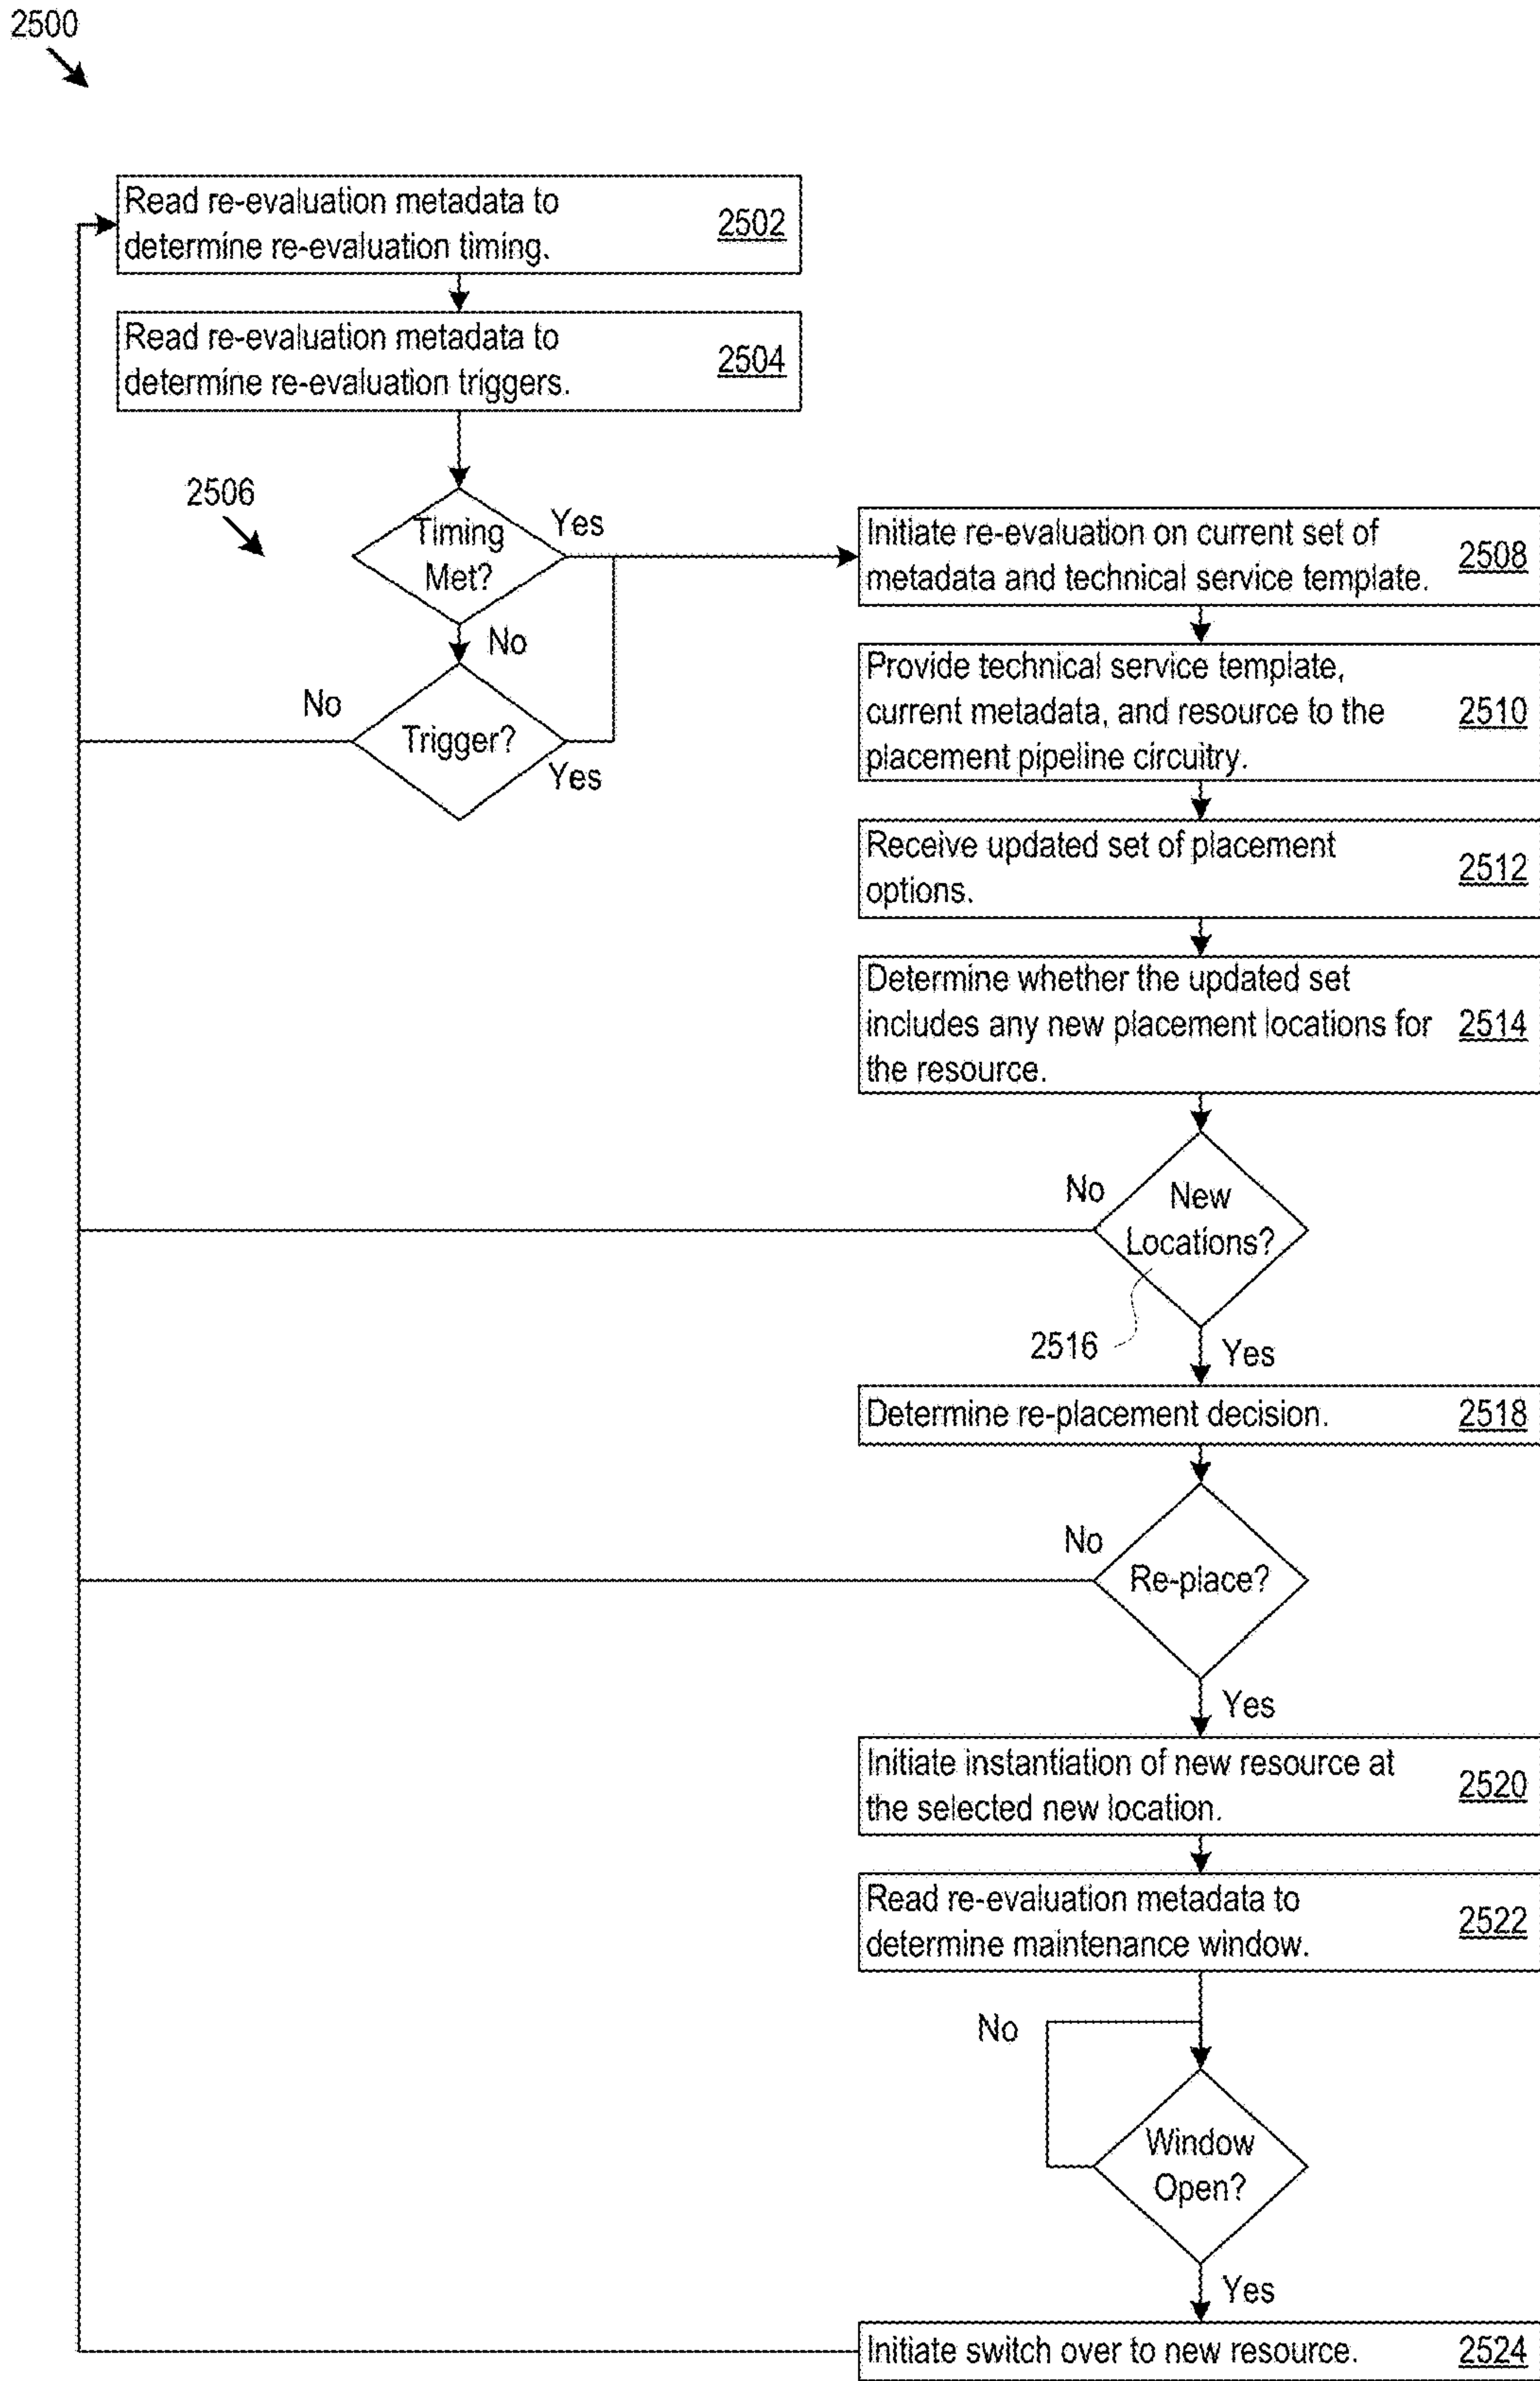 2500
Read re-evaluation metadata to
determine re-evaluation timing.
2502
Read re-evaluation metadata to
determine re-evaluation triggers.
2504
2506
Timing
Met?
Yes
No
Trigger?
No
Yes
Initiate re-evaluation on current set of
metadata and technical service template.
2508
Provide technical service template,
current metadata, and resource to the
placement pipeline circuitry.
2510
Receive updated set of placement
options.
2512
Determine whether the updated set
includes any new placement locations for
the resource.
2514
No
New
Locations?
2516
Yes
Determine re-placement decision.
2518
No
Re-place?
Yes
Initiate instantiation of new resource at
the selected new location.
2520
Read re-evaluation metadata to
determine maintenance window.
2522
No
Window
Open?
Yes
Initiate switch over to new resource.
2524